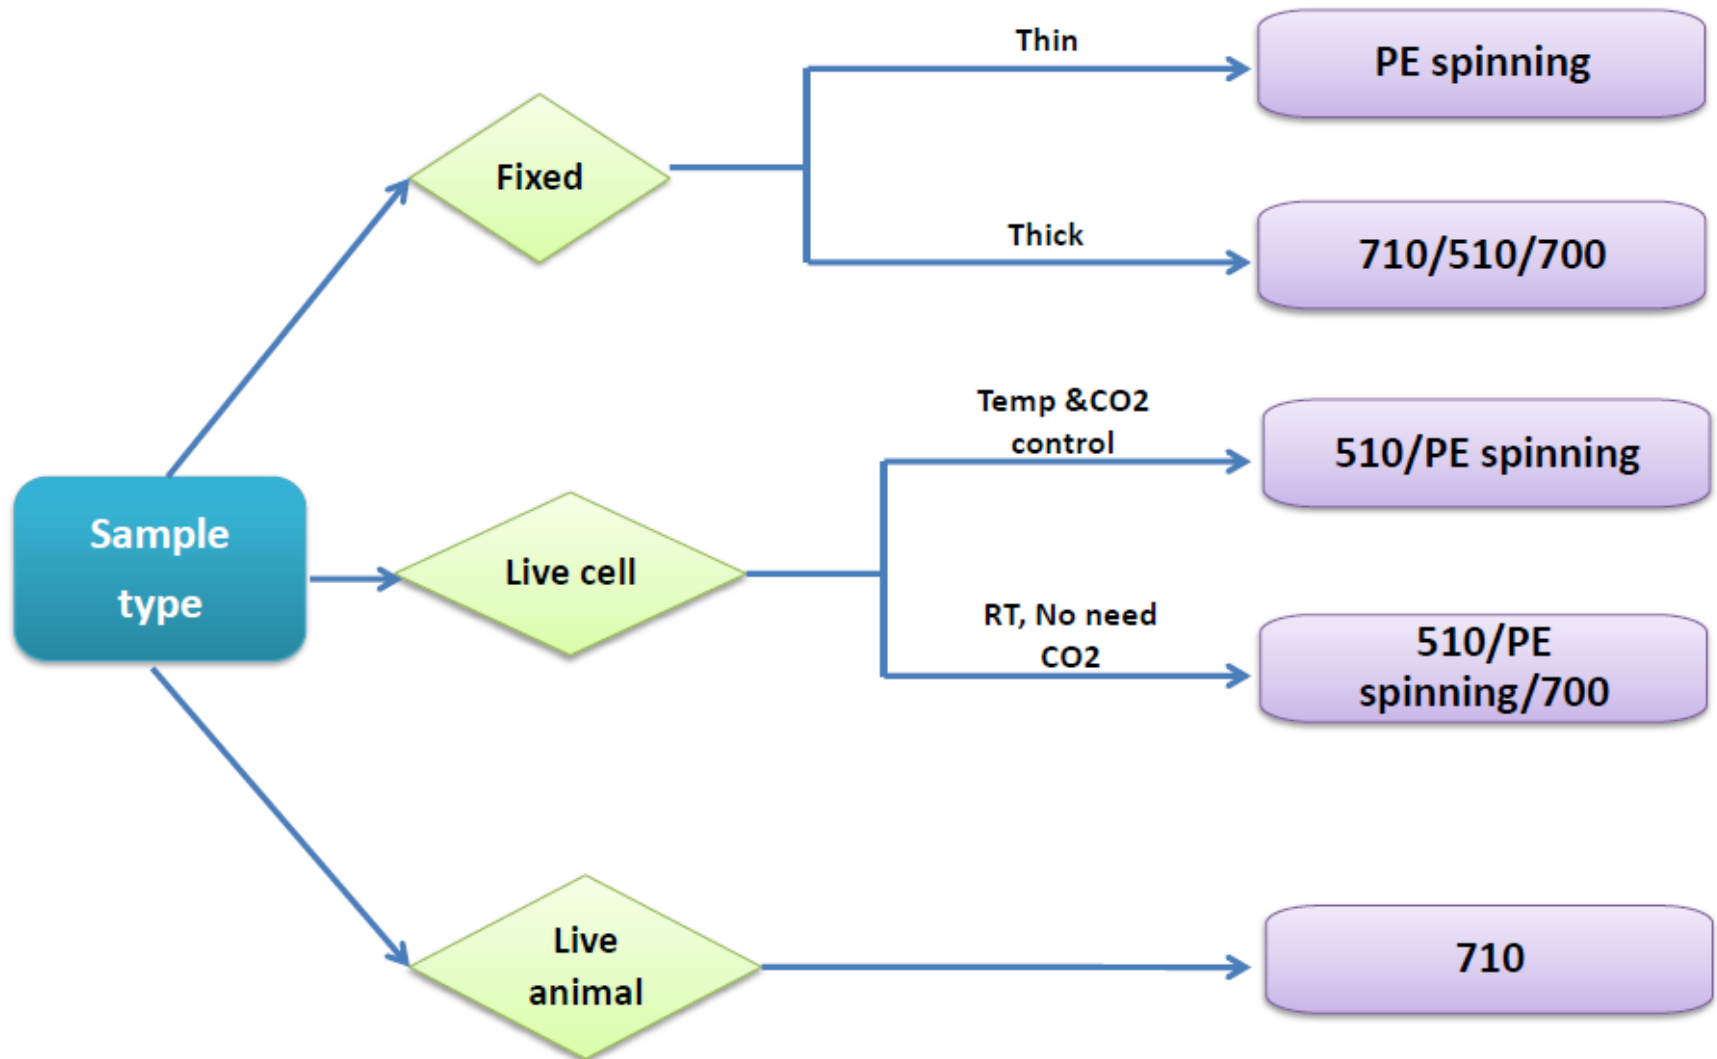 Thin
PE spinning
Fixed
Thick
710/510/700
Temp &CO2
control
510/PE spinning
Sample
type
Live cell
RT, No need
CO2
510/PE
spinning/700
Live
animal
710